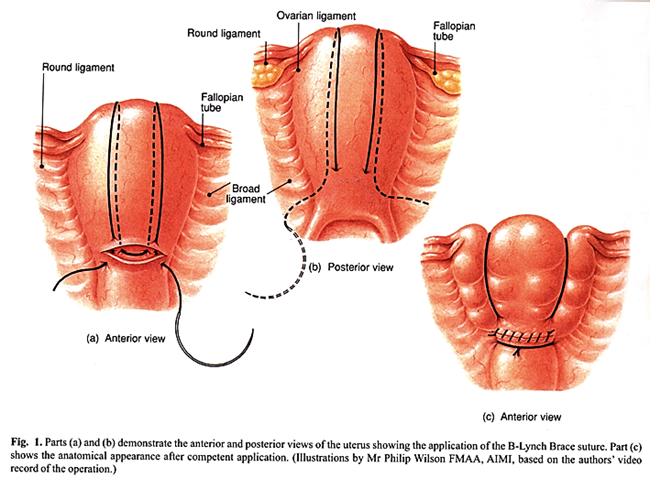 Ovarian ligament
Round ligament
Fallopian
tube
Round ligament
Fallopian
tube
Broad
ligament
(b) Posterior view
(a) Anterior view
(c) Anterior view
Fig. 1. Parts (a) and (b) demonstrate the anterior and posterior views of the uterus showing the application of the B-Lynch Brace suture. Part (c)
shows the anatomical appearance after competent application. (Illustrations by Mr Philip Wilson FMAA, AIMI, based on the authors' video
record of the operation.)